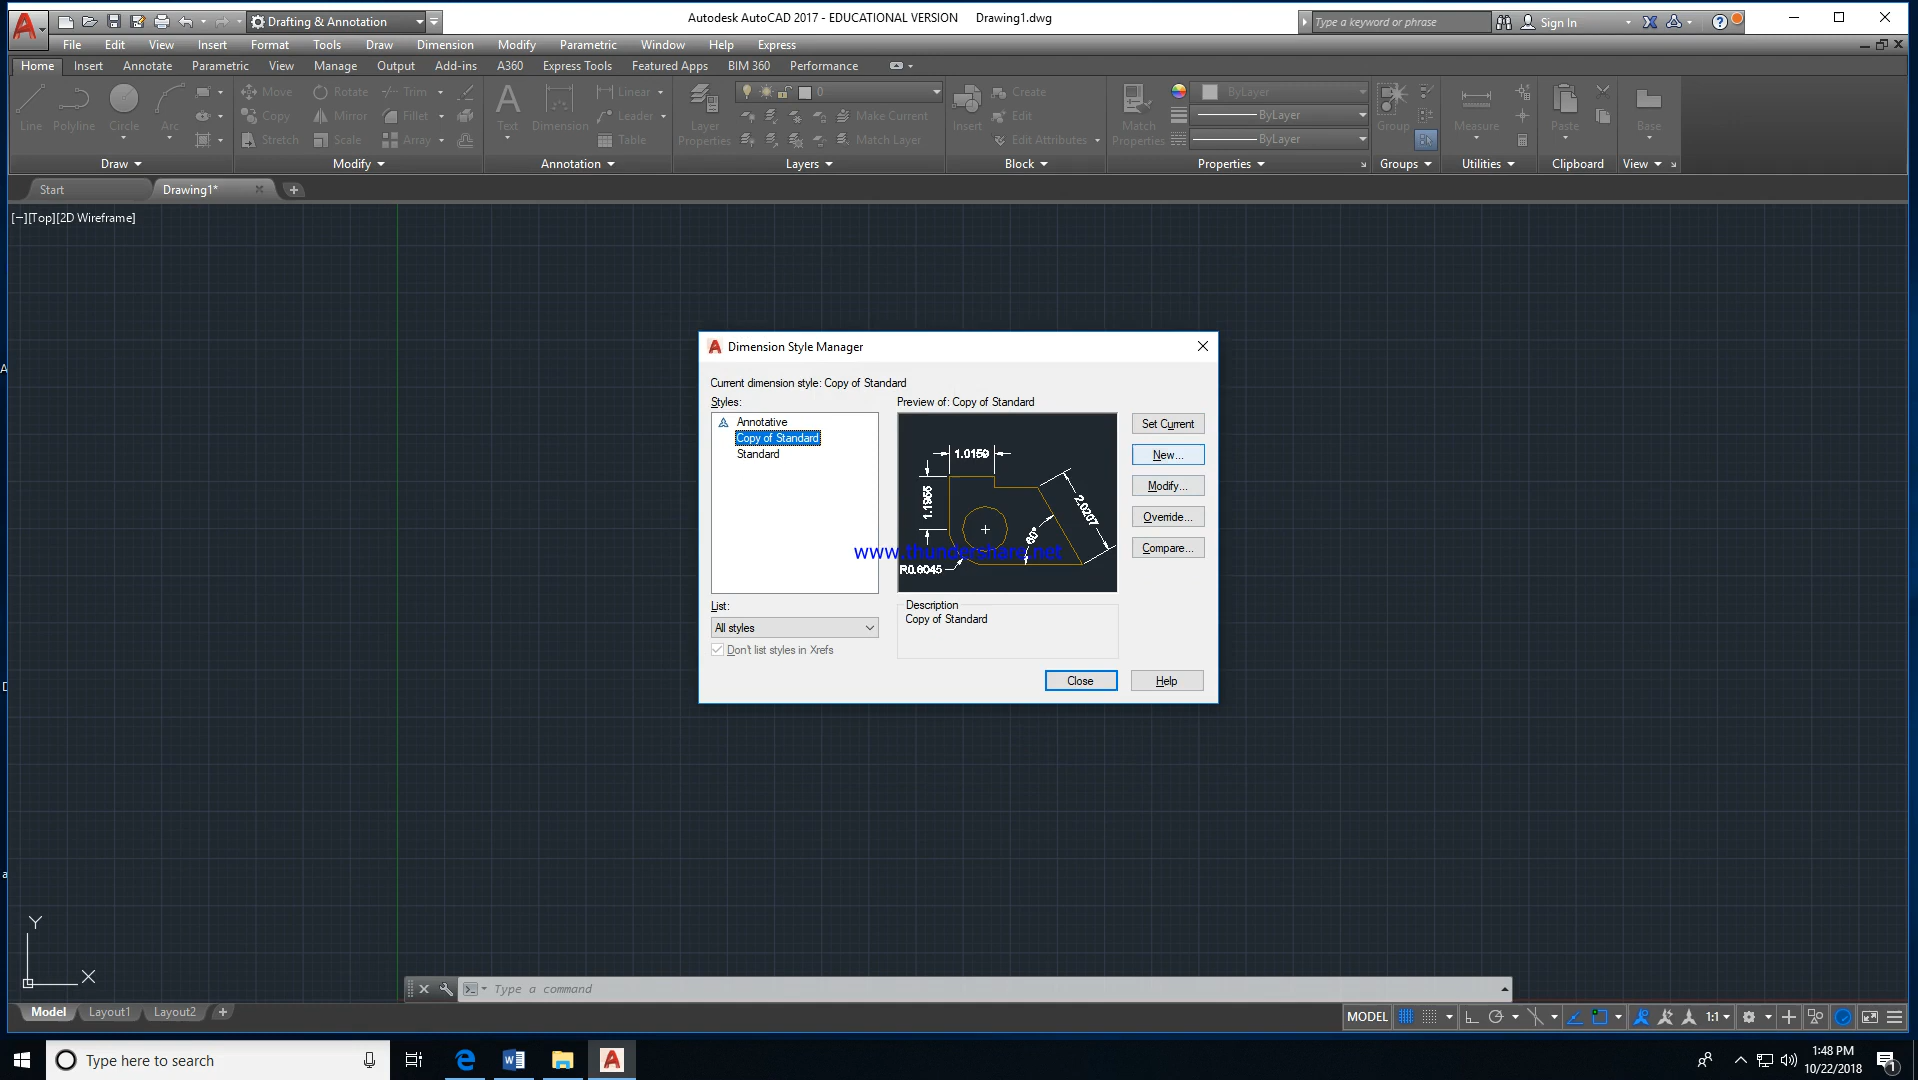 Drafting & Annotation
Autodesk AutoCAD 2017 - EDUCATIONAL VERSION Drawing1.dwg
Type a keyword or phrase
Sign In
File Edit View Insert Format Tools Draw Dimension Modify Parametric Window Help Express
Home Insert Annotate Parametric View Manage Output Add-ins A360 Express Tools Featured Apps BIM 360 Performance
Move Rotate Trim Linear 0 Create ByLayer
Copy Mirror Fillet Leader Make Current Edit ByLayer
Line Polyline Circle Arc Text Dimension Layer Insert Match Group Measure Paste Base
Stretch Scale Array Table Properties Match Layer Edit Attributes Properties ByLayer
Draw Modify Annotation Layers Block Properties Groups Utilities Clipboard View
Start Drawing1*
[−][Top][2D Wireframe]
Dimension Style Manager
Current dimension style: Copy of Standard
Styles:
Preview of: Copy of Standard
Annotative
Copy of Standard
Standard
1.0159
1.1955
2.0207
60°
R0.8045
www.thundershare.net
Set Current
New...
Modify...
Override...
Compare...
List:
All styles
Don't list styles in Xrefs
Description
Copy of Standard
Close
Help
A
D
a
Y
X
Type a command
Model Layout1 Layout2
MODEL 1:1
Type here to search
1:48 PM
10/22/2018
1